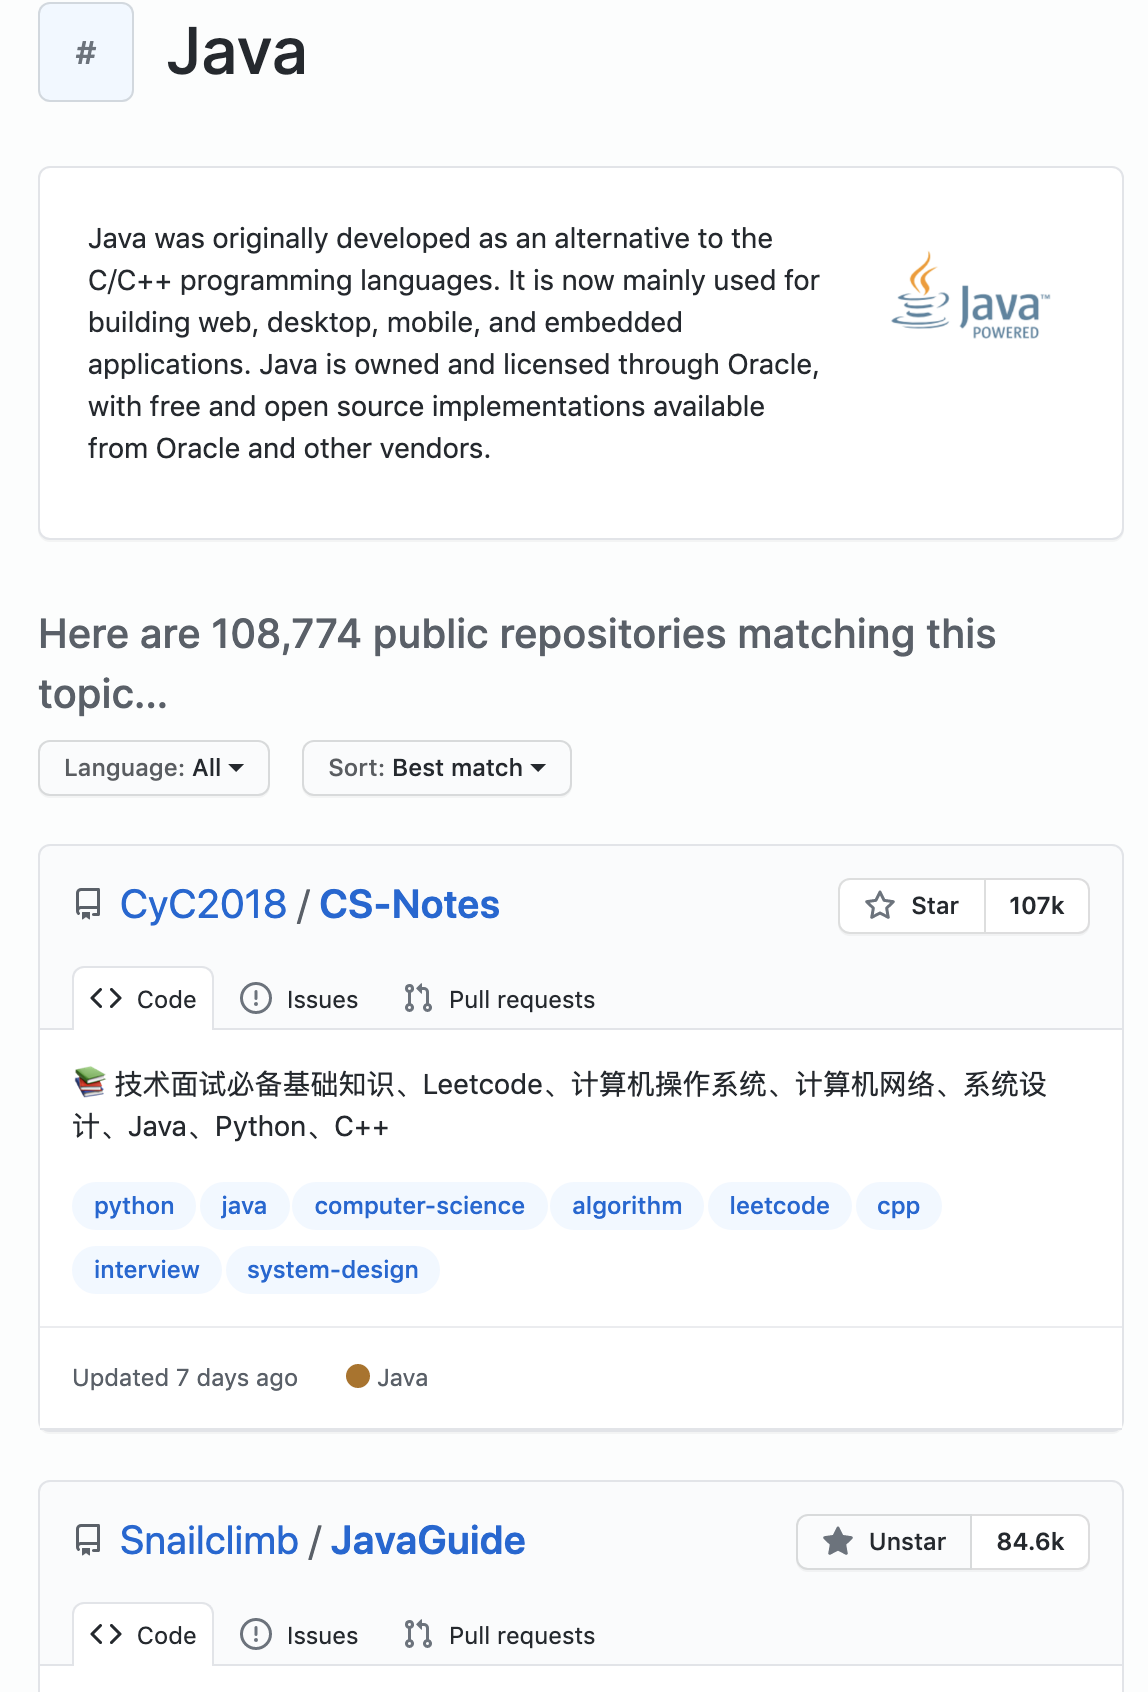 #
Java
Java was originally developed as an alternative to the
C/C++ programming languages. It is now mainly used for
building web, desktop, mobile, and embedded
applications. Java is owned and licensed through Oracle,
with free and open source implementations available
from Oracle and other vendors.
Java™
POWERED
Here are 108,774 public repositories matching this
topic...
Language: All
Sort: Best match
CyC2018 / CS-Notes
Star 107k
Code Issues Pull requests
📚 技术面试必备基础知识、Leetcode、计算机操作系统、计算机网络、系统设
计、Java、Python、C++
python java computer-science algorithm leetcode cpp
interview system-design
Updated 7 days ago Java
Snailclimb / JavaGuide
Unstar 84.6k
Code Issues Pull requests